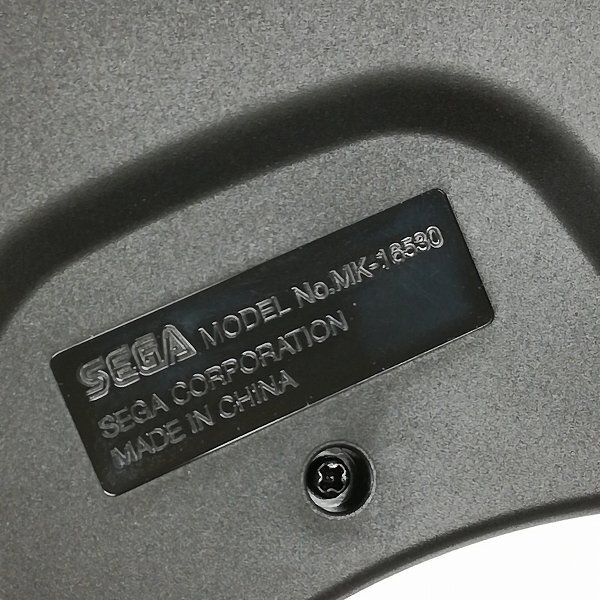 SEGA MODEL No.MK-16530
SEGA CORPORATION
MADE IN CHINA